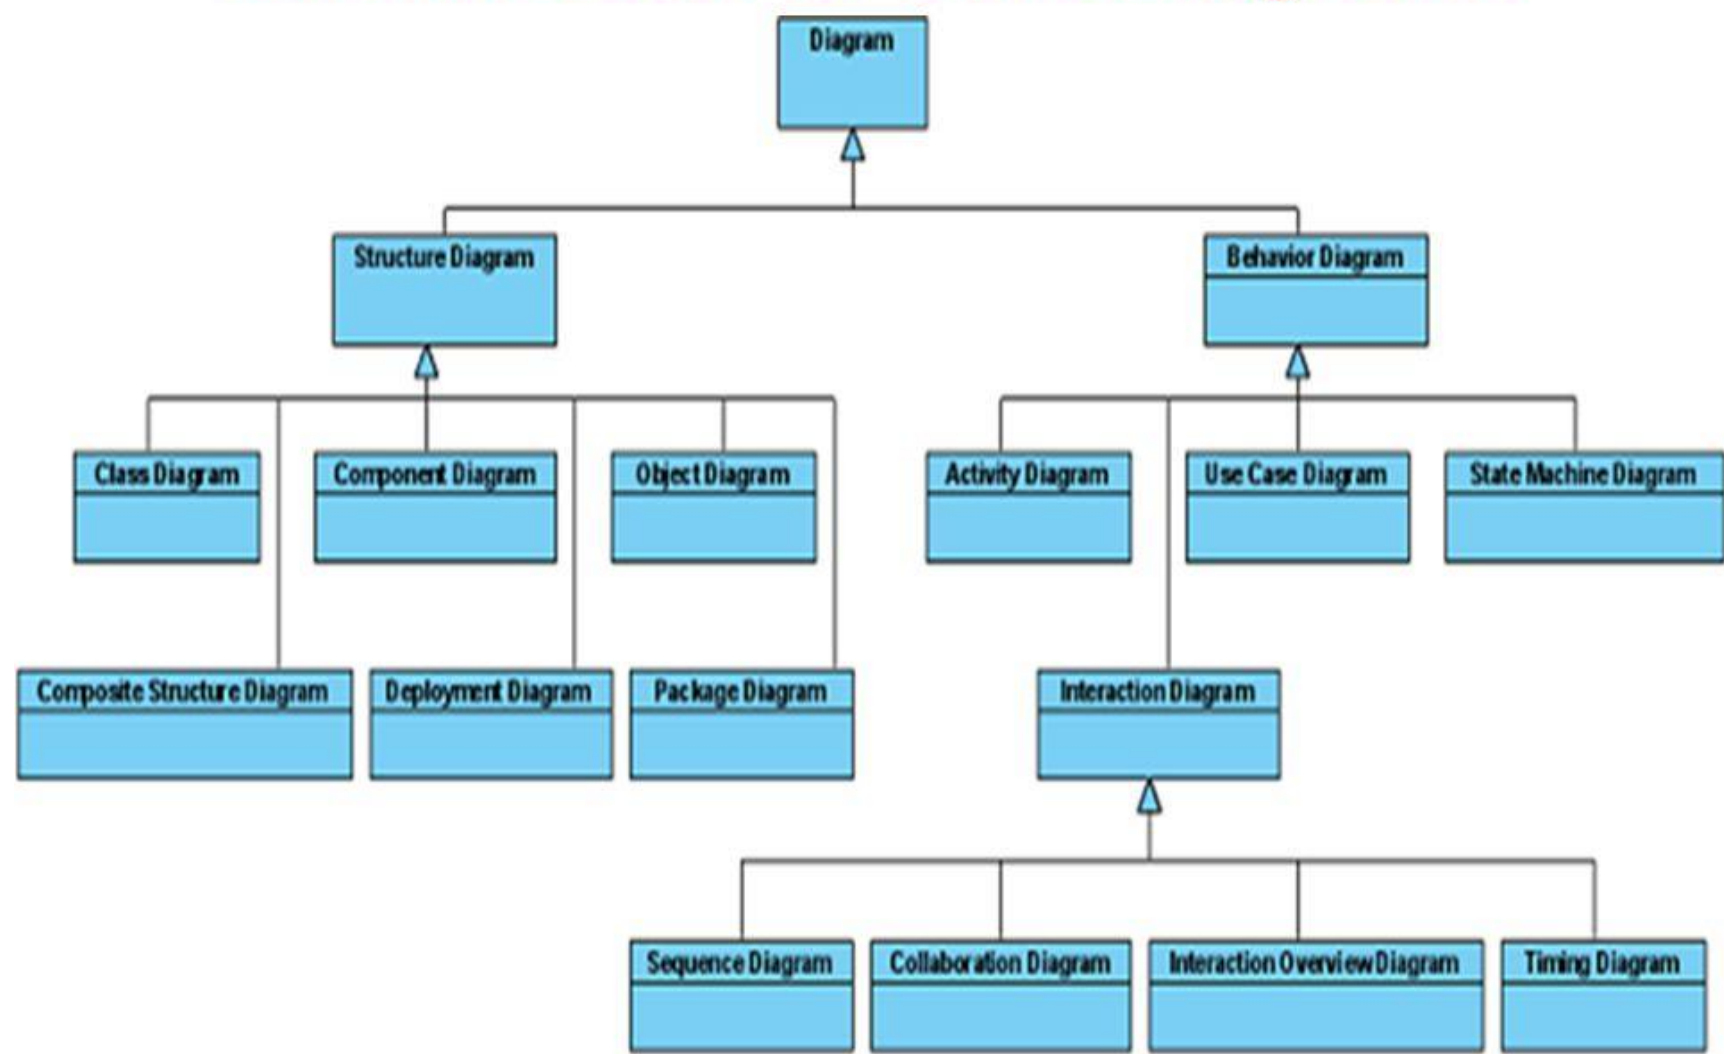 Diagram
Structure Diagram
Behavior Diagram
Class Diagram
Component Diagram
Object Diagram
Activity Diagram
Use Case Diagram
State Machine Diagram
Composite Structure Diagram
Deployment Diagram
Package Diagram
Interaction Diagram
Sequence Diagram
Collaboration Diagram
Interaction Overview Diagram
Timing Diagram